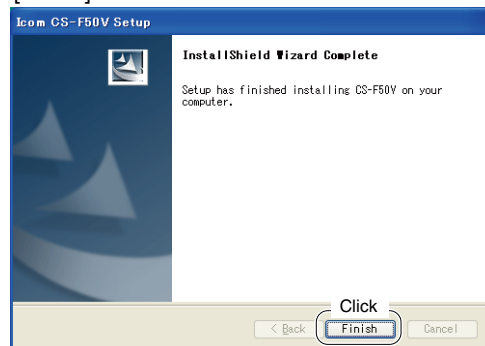 Icom CS-F50V Setup
InstallShield Wizard Complete
Setup has finished installing CS-F50V on your
computer.
Click
< Back
Finish
Cancel